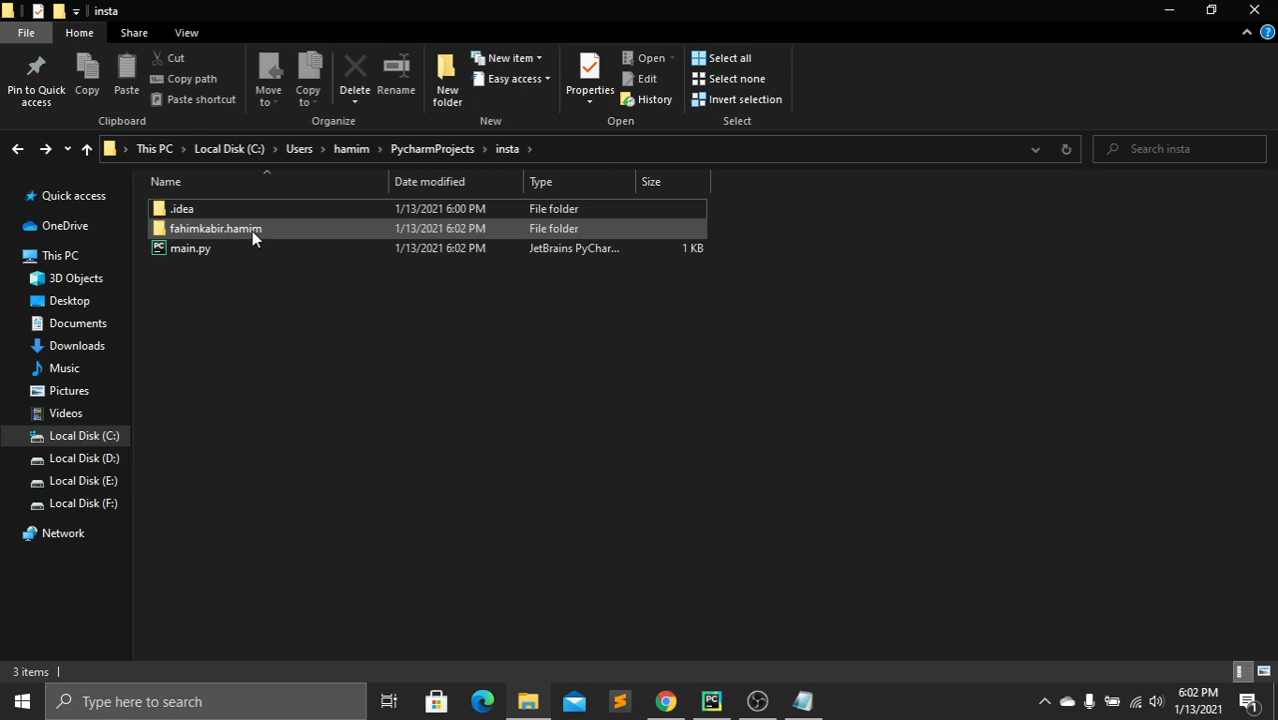 insta
File Home Share View
Pin to Quick access
Copy
Paste
Cut
Copy path
Paste shortcut
Clipboard
Move to
Copy to
Delete
Rename
Organize
New folder
New item
Easy access
New
Properties
Open
Edit
History
Open
Select all
Select none
Invert selection
Select
This PC > Local Disk (C:) > Users > hamim > PycharmProjects > insta >
Search insta
Name Date modified Type Size
.idea 1/13/2021 6:00 PM File folder
fahimkabir.hamim 1/13/2021 6:02 PM File folder
main.py 1/13/2021 6:02 PM JetBrains PyChar... 1 KB
Quick access
OneDrive
This PC
3D Objects
Desktop
Documents
Downloads
Music
Pictures
Videos
Local Disk (C:)
Local Disk (D:)
Local Disk (E:)
Local Disk (F:)
Network
3 items
Type here to search
6:02 PM
1/13/2021
1